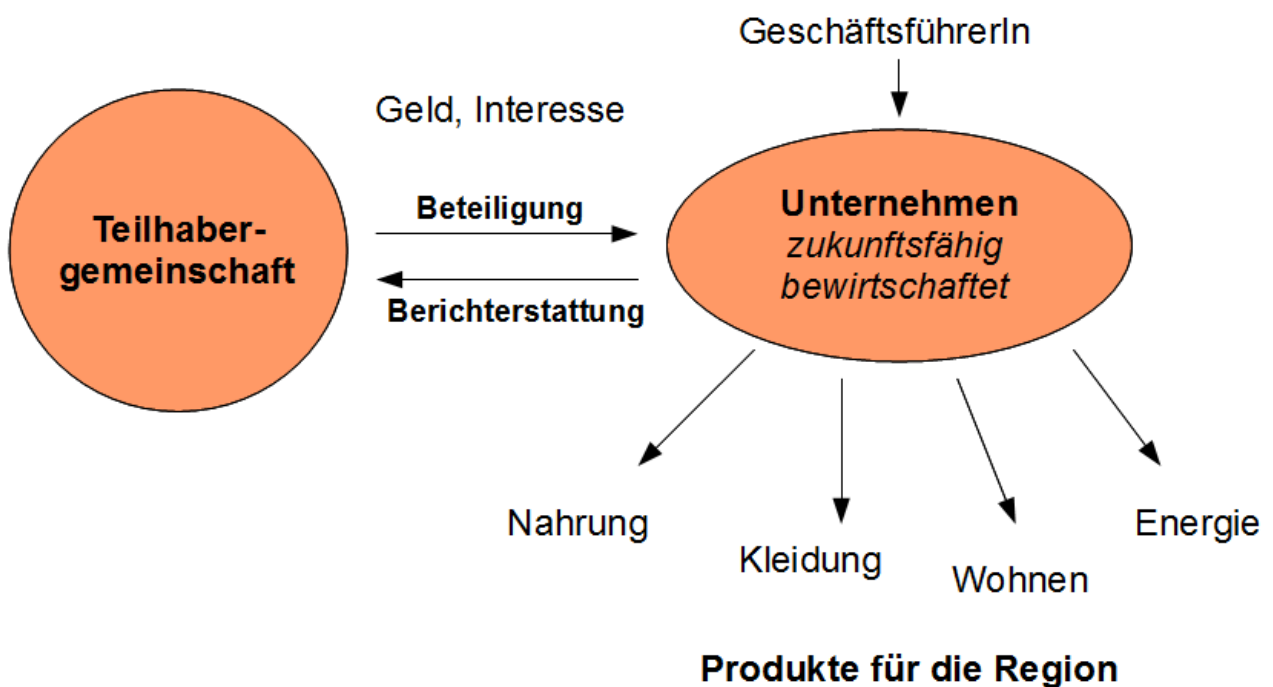 GeschäftsführerIn
Geld, Interesse
Teilhaber-
gemeinschaft
Beteiligung
Berichterstattung
Unternehmen
zukunftsfähig
bewirtschaftet
Nahrung
Kleidung
Wohnen
Energie
Produkte für die Region